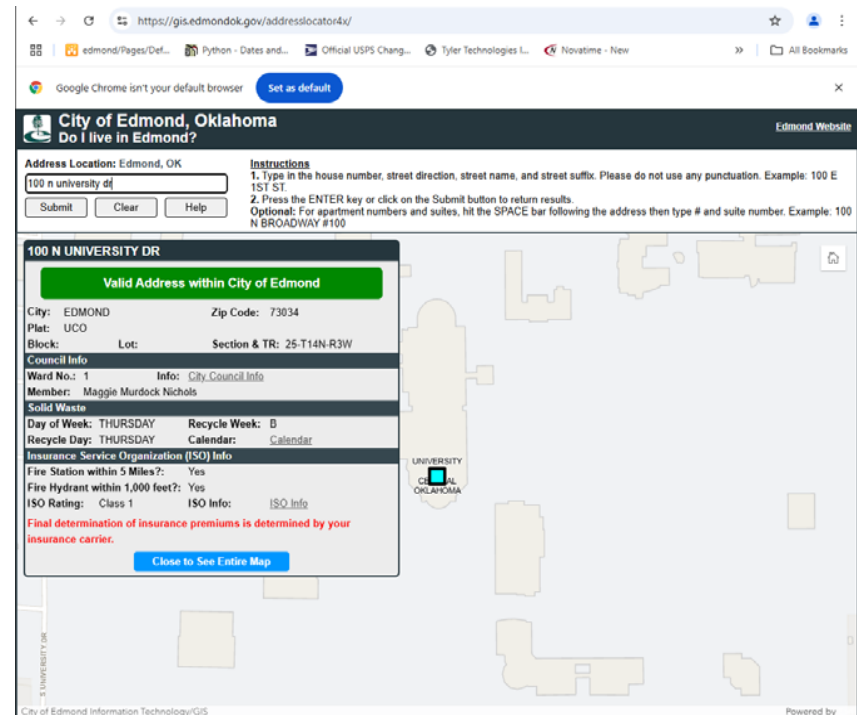 https://gis.edmondok.gov/addresslocator4x/
edmond/Pages/Def... Python - Dates and... Official USPS Chang... Tyler Technologies I... Novatime - New » All Bookmarks
Google Chrome isn't your default browser Set as default
City of Edmond, Oklahoma
Do I live in Edmond?
Edmond Website
Address Location: Edmond, OK
100 n university dr
Submit Clear Help
Instructions
1. Type in the house number, street direction, street name, and street suffix. Please do not use any punctuation. Example: 100 E
1ST ST.
2. Press the ENTER key or click on the Submit button to return results.
Optional: For apartment numbers and suites, hit the SPACE bar following the address then type # and suite number. Example: 100
N BROADWAY #100
100 N UNIVERSITY DR
Valid Address within City of Edmond
City: EDMOND Zip Code: 73034
Plat: UCO
Block: Lot: Section & TR: 25-T14N-R3W
Council Info
Ward No.: 1 Info: City Council Info
Member: Maggie Murdock Nichols
Solid Waste
Day of Week: THURSDAY Recycle Week: B
Recycle Day: THURSDAY Calendar: Calendar
Insurance Service Organization (ISO) Info
Fire Station within 5 Miles?: Yes
Fire Hydrant within 1,000 feet?: Yes
ISO Rating: Class 1 ISO Info: ISO Info
Final determination of insurance premiums is determined by your
insurance carrier.
Close to See Entire Map
UNIVERSITY
OKLAHOMA
S UNIVERSITY DR
City of Edmond Information Technology/GIS
Powered by